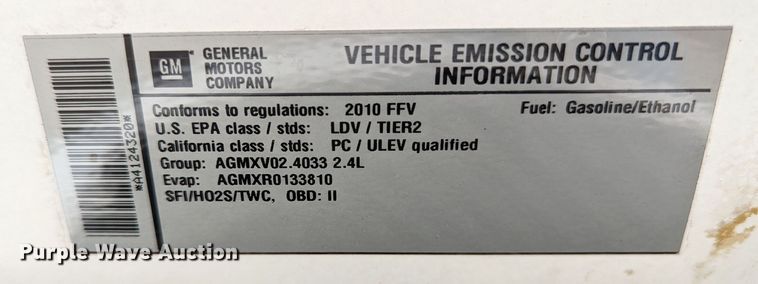 GM
GENERAL
MOTORS
COMPANY
VEHICLE EMISSION CONTROL
INFORMATION
Conforms to regulations: 2010 FFV
Fuel: Gasoline/Ethanol
U.S. EPA class / stds: LDV / TIER2
California class / stds: PC / ULEV qualified
Group: AGMXV02.4033 2.4L
Evap: AGMXR0133810
SFI/HO2S/TWC, OBD: II
*A4124320*
Purple Wave Auction